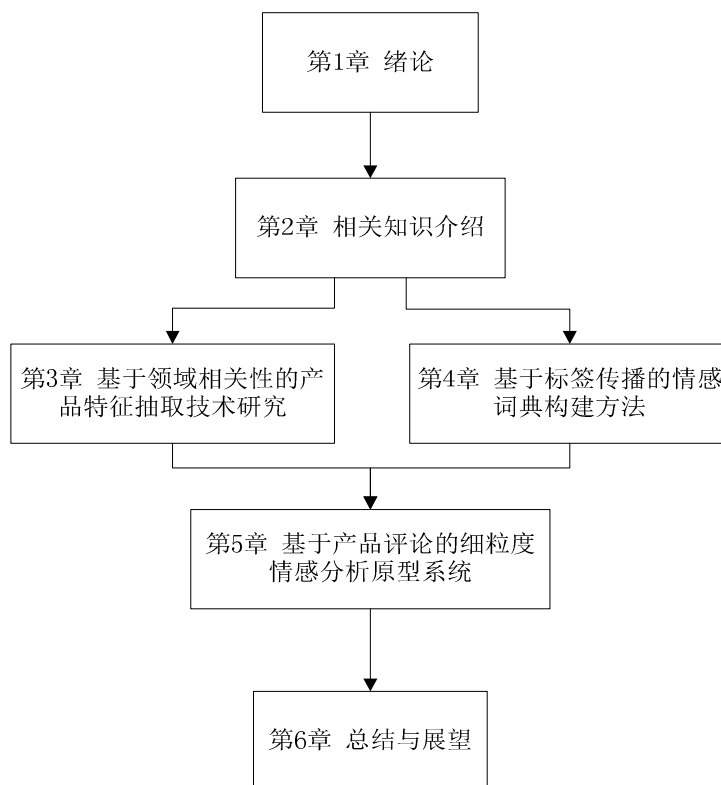 第1章 绪论
第2章 相关知识介绍
第3章 基于领域相关性的产
品特征抽取技术研究
第4章 基于标签传播的情感
词典构建方法
第5章 基于产品评论的细粒度
情感分析原型系统
第6章 总结与展望